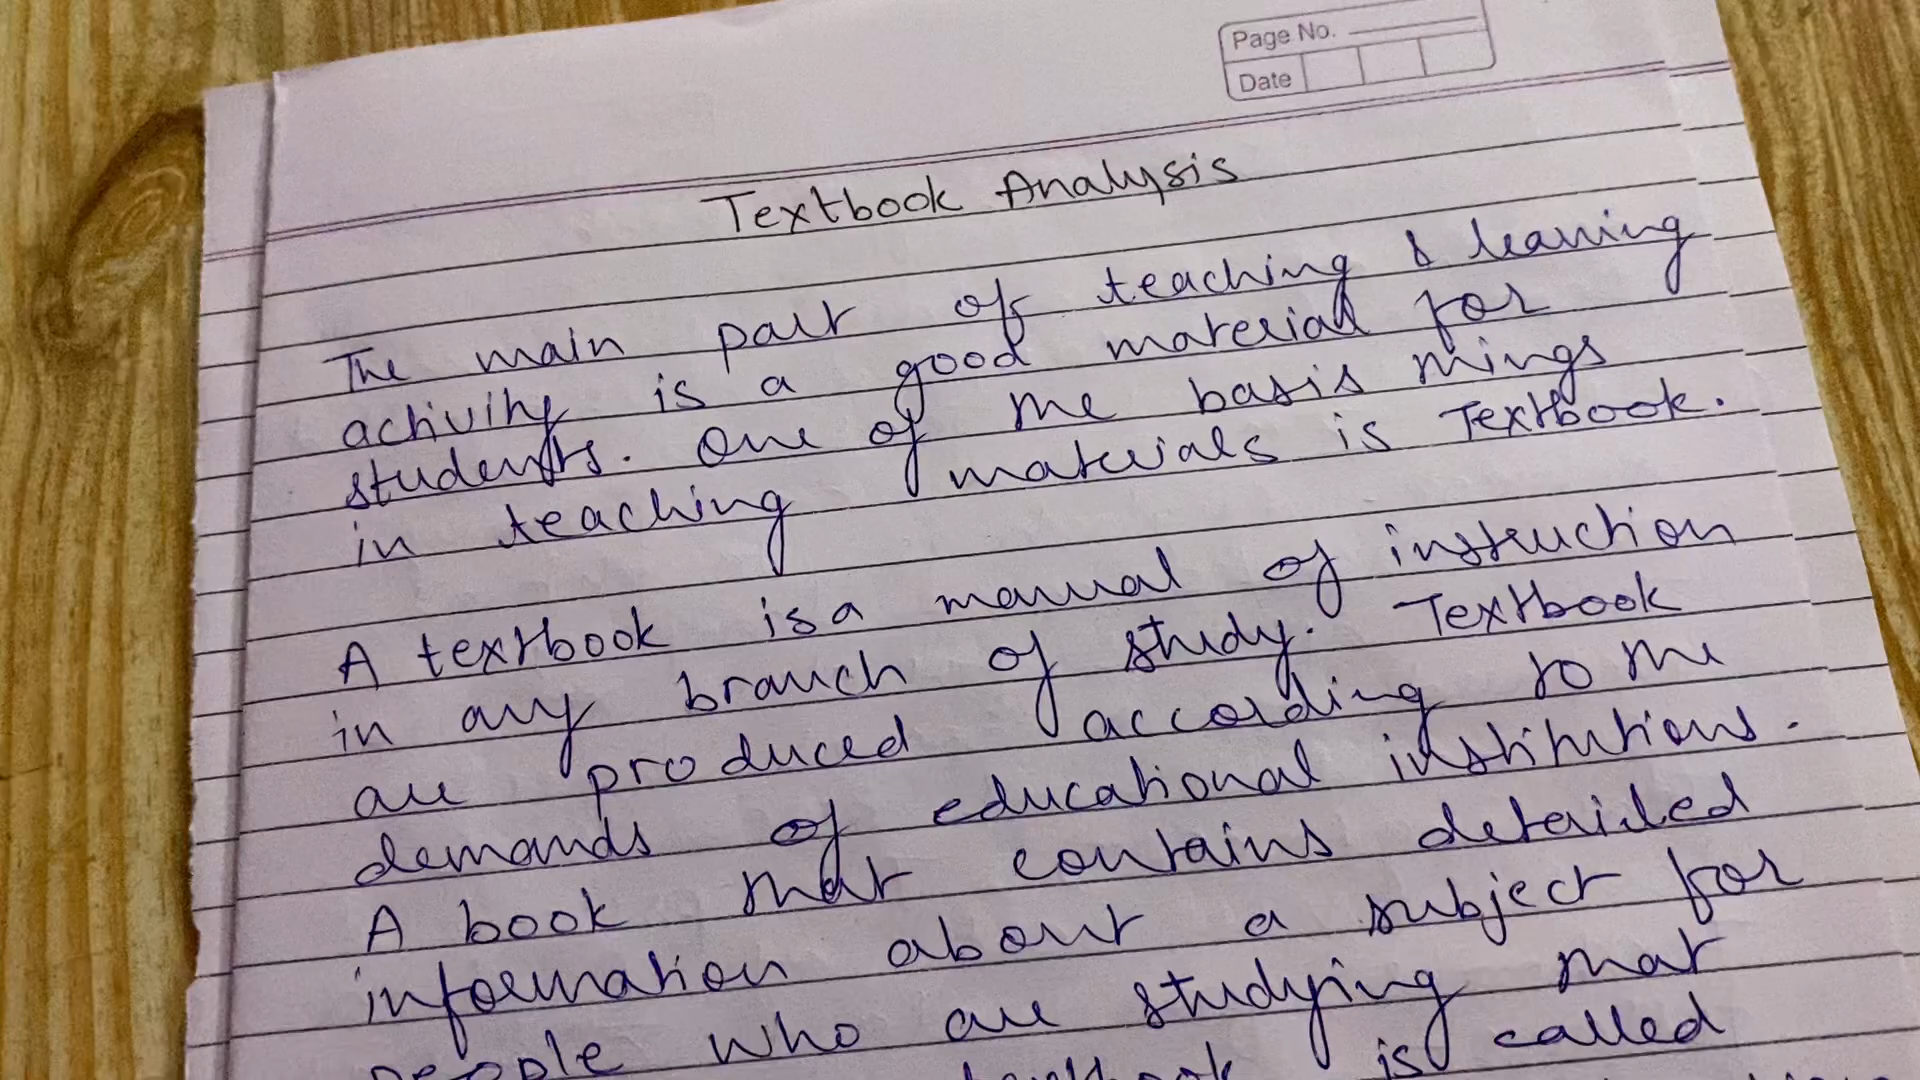 Page No.
Date
Textbook Analysis
The main part of teaching & learning
activity is a good material for
students. One of the basis things
in teaching materials is Textbook.
A textbook is a manual of instruction
in any branch of study. Textbook
are produced according to the
demands of educational institutions.
A book that contains detailed
information about a subject for
people who are studying that
is called